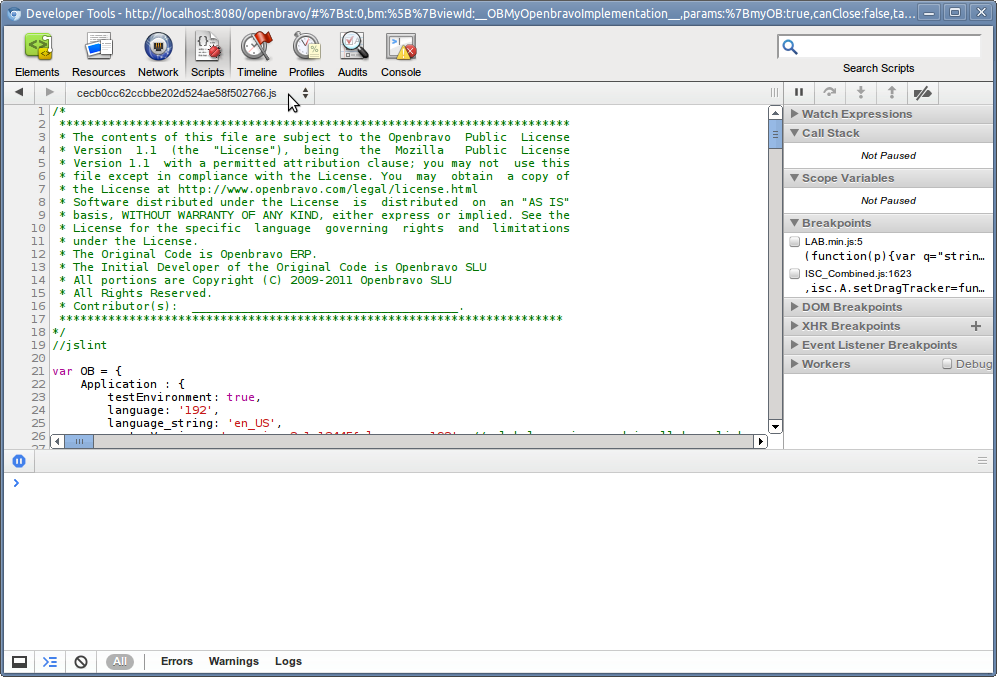 Developer Tools - http://localhost:8080/openbravo/#%7Bst:0,bm:%5B%7BviewId:__OBMyOpenbravoImplementation__,params:%7BmyOB:true,canClose:false,ta...
Elements Resources Network Scripts Timeline Profiles Audits Console
Search Scripts
cecb0cc62ccbbe202d524ae58f502766.js
1 /*
2 *************************************************************************
3 * The contents of this file are subject to the Openbravo Public License
4 * Version 1.1 (the "License"), being the Mozilla Public License
5 * Version 1.1 with a permitted attribution clause; you may not use this
6 * file except in compliance with the License. You may obtain a copy of
7 * the License at http://www.openbravo.com/legal/license.html
8 * Software distributed under the License is distributed on an "AS IS"
9 * basis, WITHOUT WARRANTY OF ANY KIND, either express or implied. See the
10 * License for the specific language governing rights and limitations
11 * under the License.
12 * The Original Code is Openbravo ERP.
13 * The Initial Developer of the Original Code is Openbravo SLU
14 * All portions are Copyright (C) 2009-2011 Openbravo SLU
15 * All Rights Reserved.
16 * Contributor(s): ______________________________________.
17 ************************************************************************
18 */
19 //jslint
20
21 var OB = {
22 Application : {
23 testEnvironment: true,
24 language: '192',
25 language_string: 'en_US',
26
Watch Expressions
Call Stack
Not Paused
Scope Variables
Not Paused
Breakpoints
LAB.min.js:5
(function(p){var q="strin...
ISC_Combined.js:1623
,isc.A.setDragTracker=fun...
DOM Breakpoints
XHR Breakpoints +
Event Listener Breakpoints
Workers Debug
>
All Errors Warnings Logs